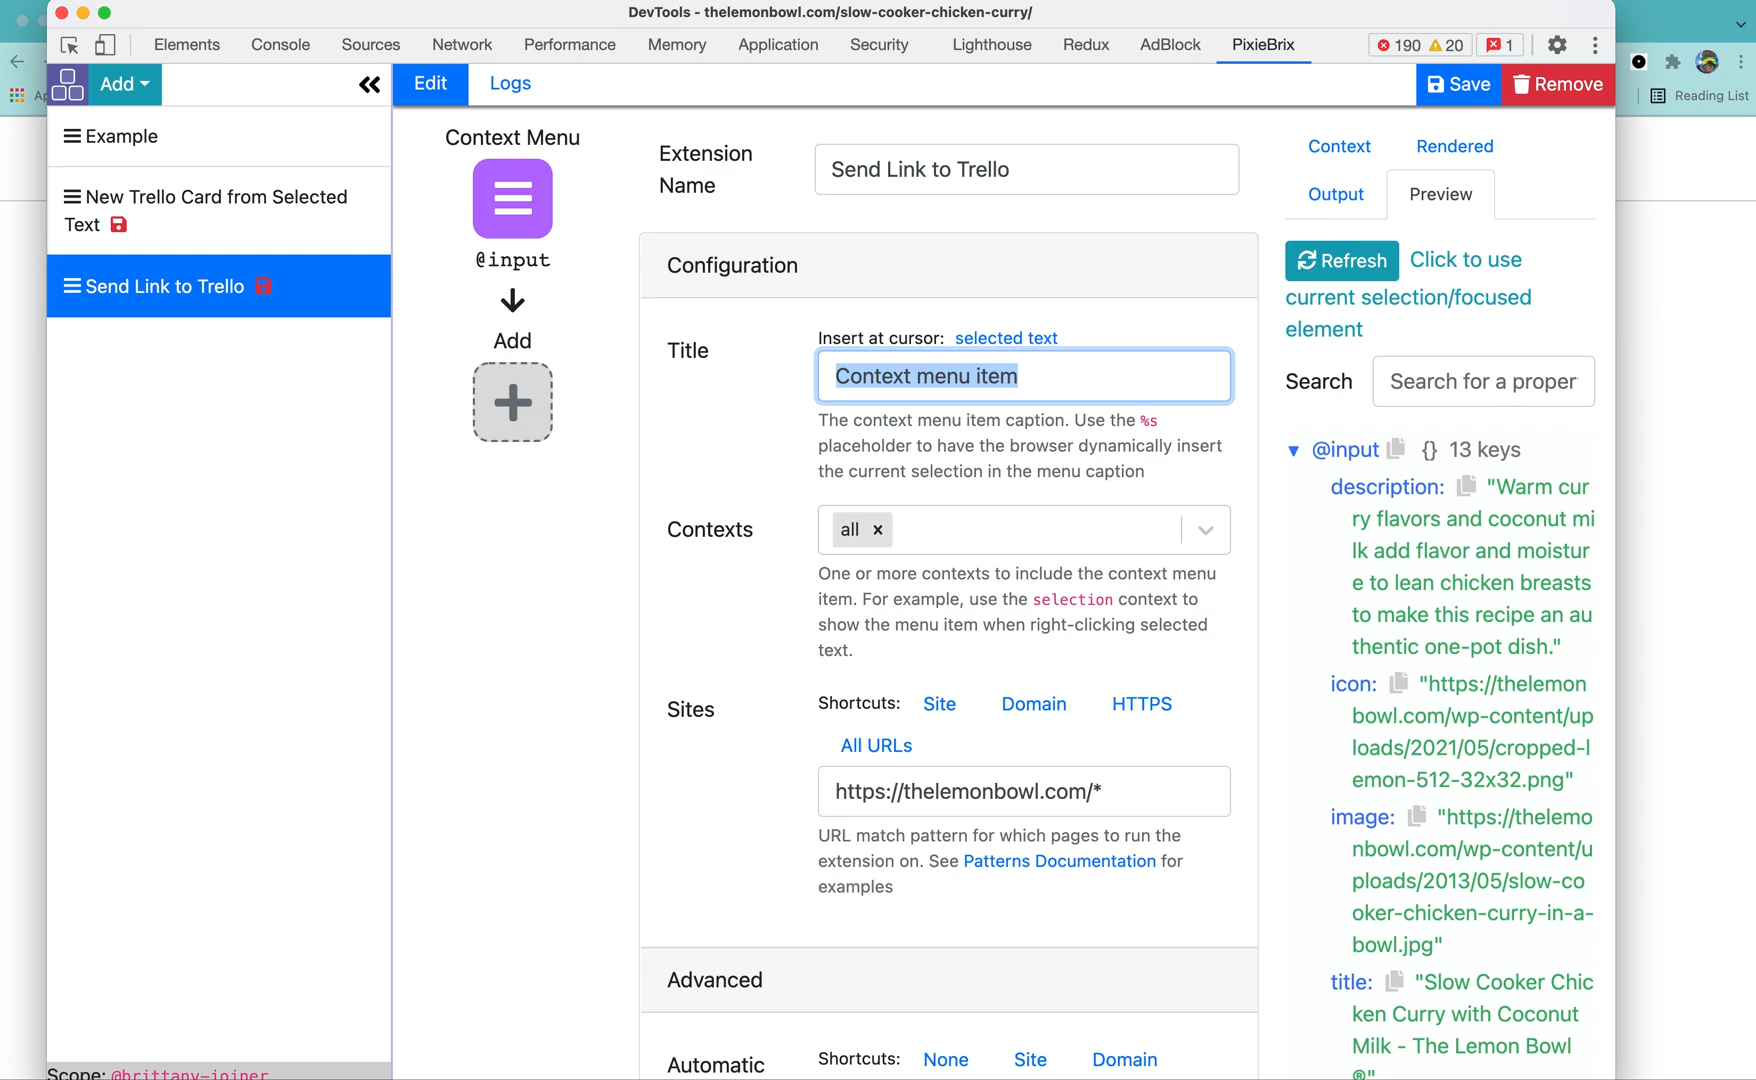 DevTools - thelemonbowl.com/slow-cooker-chicken-curry/
Elements Console Sources Network Performance Memory Application Security Lighthouse Redux AdBlock PixieBrix 190 20 1
Add Edit Logs Save Remove
Reading List
Example
New Trello Card from Selected
Text
Send Link to Trello
Scope: @brittany-joiner
Context Menu
@input
Add
Extension
Name
Send Link to Trello
Configuration
Title
Insert at cursor: selected text
Context menu item
The context menu item caption. Use the %s
placeholder to have the browser dynamically insert
the current selection in the menu caption
Contexts
all ×
One or more contexts to include the context menu
item. For example, use the selection context to
show the menu item when right-clicking selected
text.
Sites
Shortcuts: Site Domain HTTPS
All URLs
https://thelemonbowl.com/*
URL match pattern for which pages to run the
extension on. See Patterns Documentation for
examples
Advanced
Automatic
Shortcuts: None Site Domain
Context Rendered
Output Preview
Refresh Click to use
current selection/focused
element
Search Search for a proper
@input {} 13 keys
description: "Warm cur
ry flavors and coconut mi
lk add flavor and moistur
e to lean chicken breasts
to make this recipe an au
thentic one-pot dish."
icon: "https://thelemon
bowl.com/wp-content/up
loads/2021/05/cropped-l
emon-512-32x32.png"
image: "https://thelemo
nbowl.com/wp-content/u
ploads/2013/05/slow-co
oker-chicken-curry-in-a-
bowl.jpg"
title: "Slow Cooker Chic
ken Curry with Coconut
Milk - The Lemon Bowl
®"